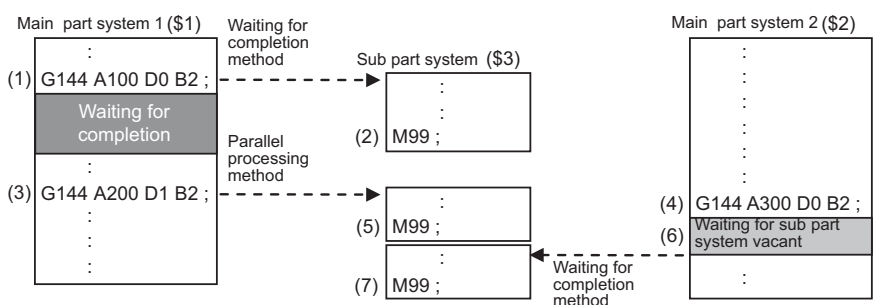 Main part system 1 ($1)
:
(1) G144 A100 D0 B2 ;
Waiting for
completion
:
(3) G144 A200 D1 B2 ;
:
:
:
Waiting for
completion
method
Parallel
processing
method
Sub part system ($3)
:
:
(2) M99 ;
:
(5) M99 ;
:
(7) M99 ;
Waiting for
completion
method
Main part system 2 ($2)
:
:
:
:
:
:
(4) G144 A300 D0 B2 ;
(6) Waiting for sub part
system vacant
: